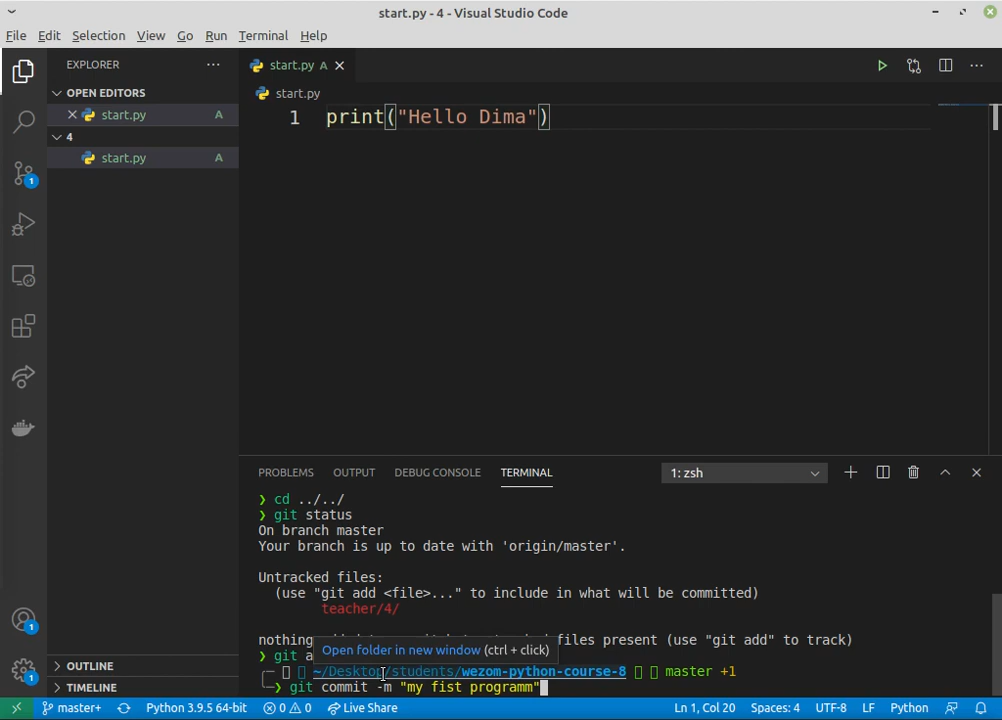 start.py - 4 - Visual Studio Code
File Edit Selection View Go Run Terminal Help
EXPLORER
OPEN EDITORS
start.py A
4
start.py A
OUTLINE
TIMELINE
1
1
1
start.py A
start.py
1 print("Hello Dima")
PROBLEMS OUTPUT DEBUG CONSOLE TERMINAL
1: zsh
❯ cd ../../
❯ git status
On branch master
Your branch is up to date with 'origin/master'.
Untracked files:
(use "git add <file>..." to include in what will be committed)
teacher/4/
nothing files present (use "git add" to track)
❯ git a
Open folder in new window (ctrl + click)
~/Desktop/students/wezom-python-course-8 master +1
❯ git commit -m "my fist programm"
master+ Python 3.9.5 64-bit 0 0 Live Share Ln 1, Col 20 Spaces: 4 UTF-8 LF Python